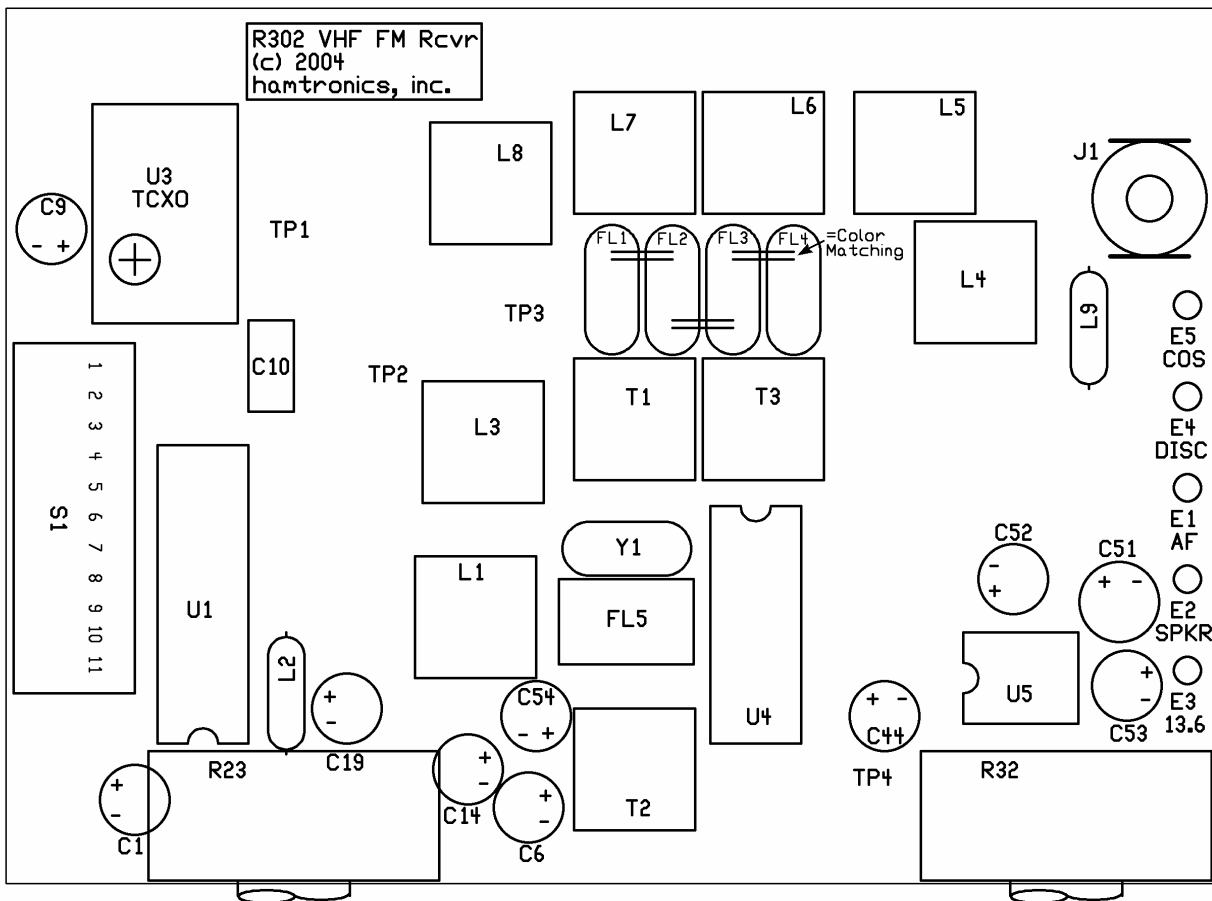 R302 VHF FM Rcvr
(c) 2004
hamtronics, inc.
L7
L6
L5
L8
J1
U3
TCXO
C9
- +
TP1
FL1
FL2
FL3
FL4
=Color
Matching
L4
L9
TP3
E5
COS
C10
TP2
1
2
3
4
5
6
7
8
9
10
11
S1
L3
T1
T3
E4
DISC
E1
AF
C52
-
+
C51
+ -
Y1
L1
FL5
U1
E2
SPKR
L2
+
-
C19
C54
- +
U4
+ -
C44
U5
+
-
C53
E3
13.6
R23
+
-
C1
+
-
C14
+
-
C6
T2
TP4
R32